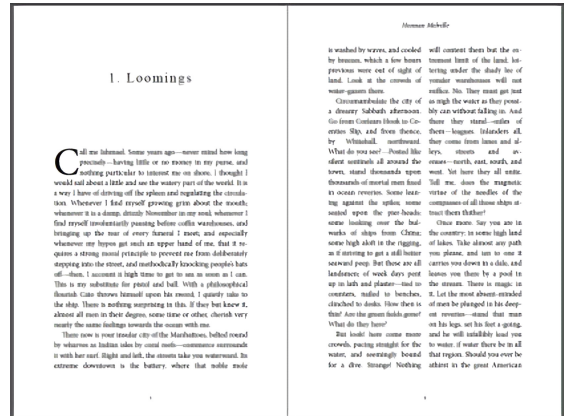 1. Loomings
Call me Ishmael. Some years ago—never mind how long
precisely—having little or no money in my purse, and
nothing particular to interest me on shore, I thought I
would sail about a little and see the watery part of the world. It is
a way I have of driving off the spleen and regulating the circula-
tion. Whenever I find myself growing grim about the mouth;
whenever it is a damp, drizzly November in my soul; whenever I
find myself involuntarily pausing before coffin warehouses, and
bringing up the rear of every funeral I meet; and especially
whenever my hypos get such an upper hand of me, that it re-
quires a strong moral principle to prevent me from deliberately
stepping into the street, and methodically knocking people's hats
off—then, I account it high time to get to sea as soon as I can.
This is my substitute for pistol and ball. With a philosophical
flourish Cato throws himself upon his sword; I quietly take to
the ship. There is nothing surprising in this. If they but knew it,
almost all men in their degree, some time or other, cherish very
nearly the same feelings towards the ocean with me.
There now is your insular city of the Manhattoes, belted round
by wharves as Indian isles by coral reefs—commerce surrounds
it with her surf. Right and left, the streets take you waterward. Its
extreme downtown is the battery, where that noble mole
Herman Melville
is washed by waves, and cooled
by breezes, which a few hours
previous were out of sight of
land. Look at the crowds of
water-gazers there.
Circumambulate the city of
a dreamy Sabbath afternoon.
Go from Corlears Hook to Co-
enties Slip, and from thence,
by Whitehall, northward.
What do you see?—Posted like
silent sentinels all around the
town, stand thousands upon
thousands of mortal men fixed
in ocean reveries. Some lean-
ing against the spiles; some
seated upon the pier-heads;
some looking over the bul-
warks of ships from China;
some high aloft in the rigging,
as if striving to get a still better
seaward peep. But these are all
landsmen; of week days pent
up in lath and plaster—tied to
counters, nailed to benches,
clinched to desks. How then is
this? Are the green fields gone?
What do they here?
But look! here come more
crowds, pacing straight for the
water, and seemingly bound
for a dive. Strange! Nothing
will content them but the ex-
tremest limit of the land; loi-
tering under the shady lee of
yonder warehouses will not
suffice. No. They must get just
as nigh the water as they possi-
bly can without falling in. And
there they stand—miles of
them—leagues. Inlanders all,
they come from lanes and al-
leys, streets and av-
enues—north, east, south, and
west. Yet here they all unite.
Tell me, does the magnetic
virtue of the needles of the
compasses of all those ships at-
tract them thither?
Once more. Say you are in
the country; in some high land
of lakes. Take almost any path
you please, and ten to one it
carries you down in a dale, and
leaves you there by a pool in
the stream. There is magic in
it. Let the most absent-minded
of men be plunged in his deep-
est reveries—stand that man
on his legs, set his feet a-going,
and he will infallibly lead you
to water, if water there be in all
that region. Should you ever be
athirst in the great American